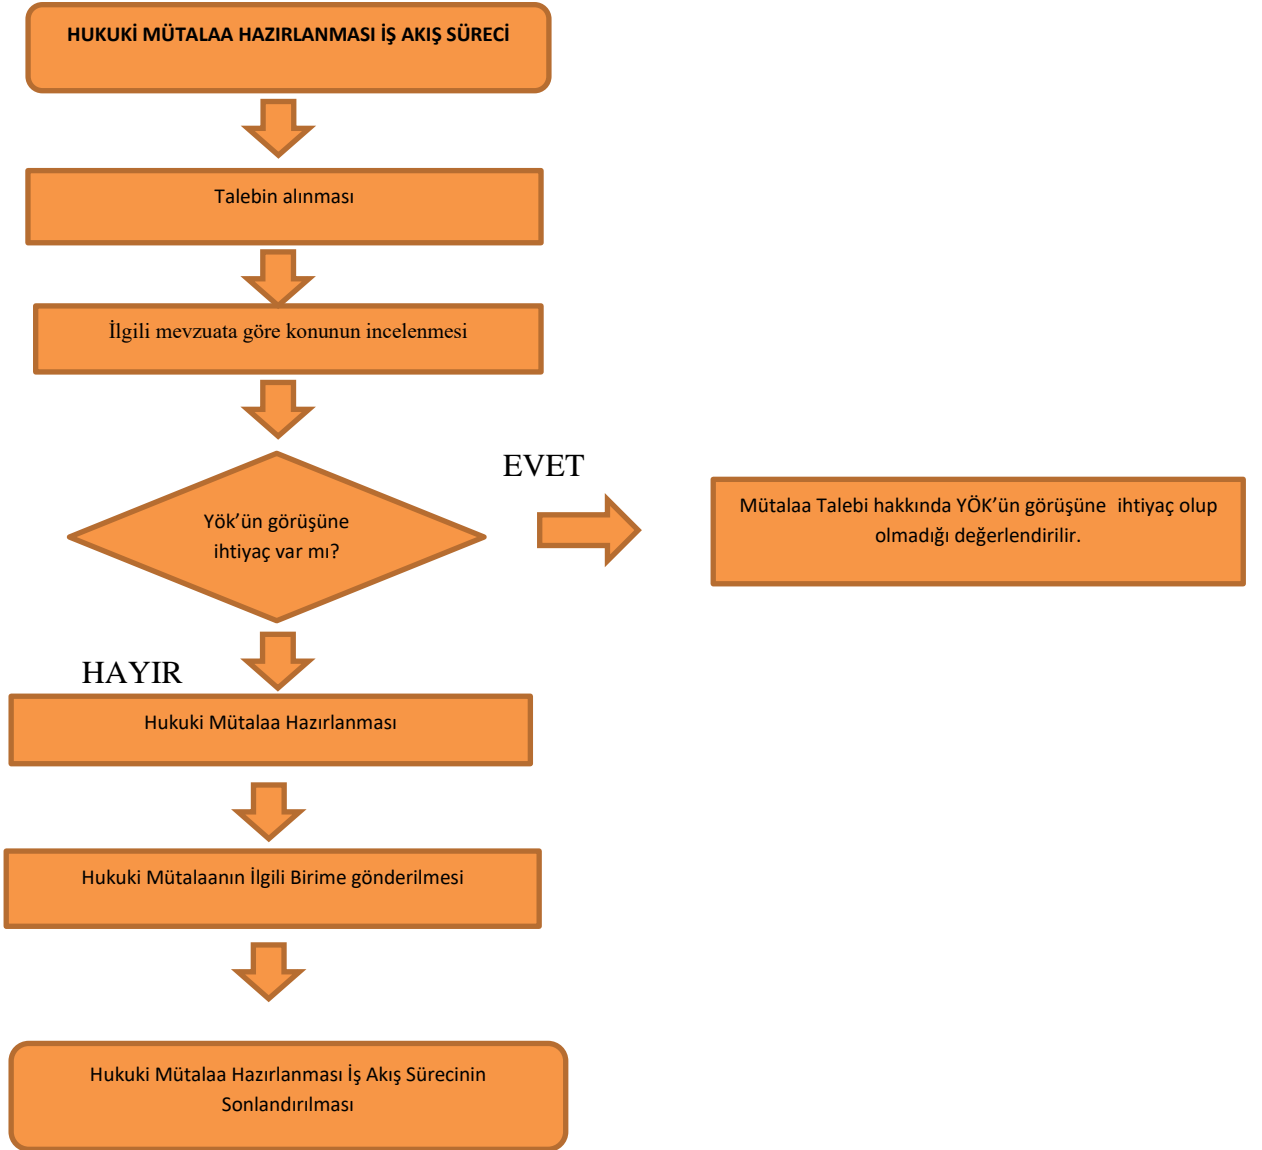 HUKUKİ MÜTALAA HAZIRLANMASI İŞ AKIŞ SÜRECİ
Talebin alınması
İlgili mevzuata göre konunun incelenmesi
EVET
Yök’ün görüşüne
ihtiyaç var mı?
Mütalaa Talebi hakkında YÖK’ün görüşüne ihtiyaç olup
olmadığı değerlendirilir.
HAYIR
Hukuki Mütalaa Hazırlanması
Hukuki Mütalaanın İlgili Birime gönderilmesi
Hukuki Mütalaa Hazırlanması İş Akış Sürecinin
Sonlandırılması